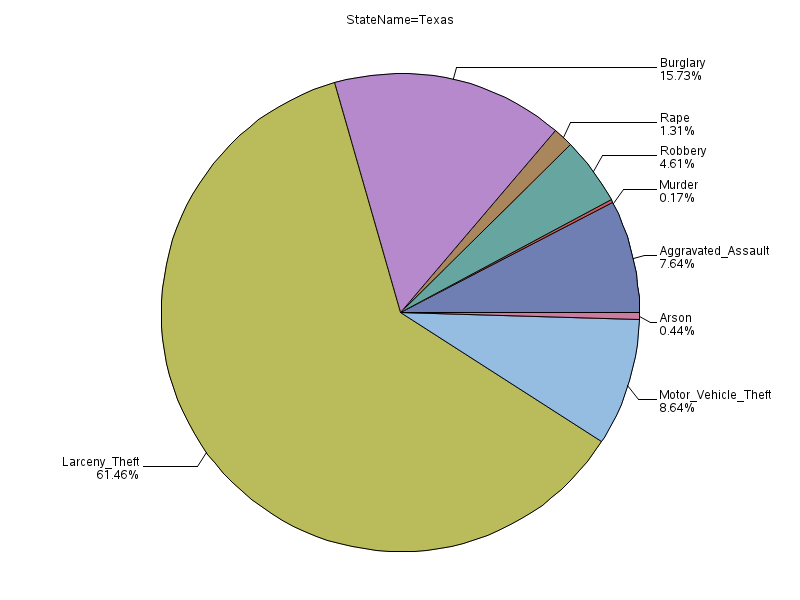 StateName=Texas
Burglary
15.73%
Rape
1.31%
Robbery
4.61%
Murder
0.17%
Aggravated_Assault
7.64%
Arson
0.44%
Motor_Vehicle_Theft
8.64%
Larceny_Theft
61.46%